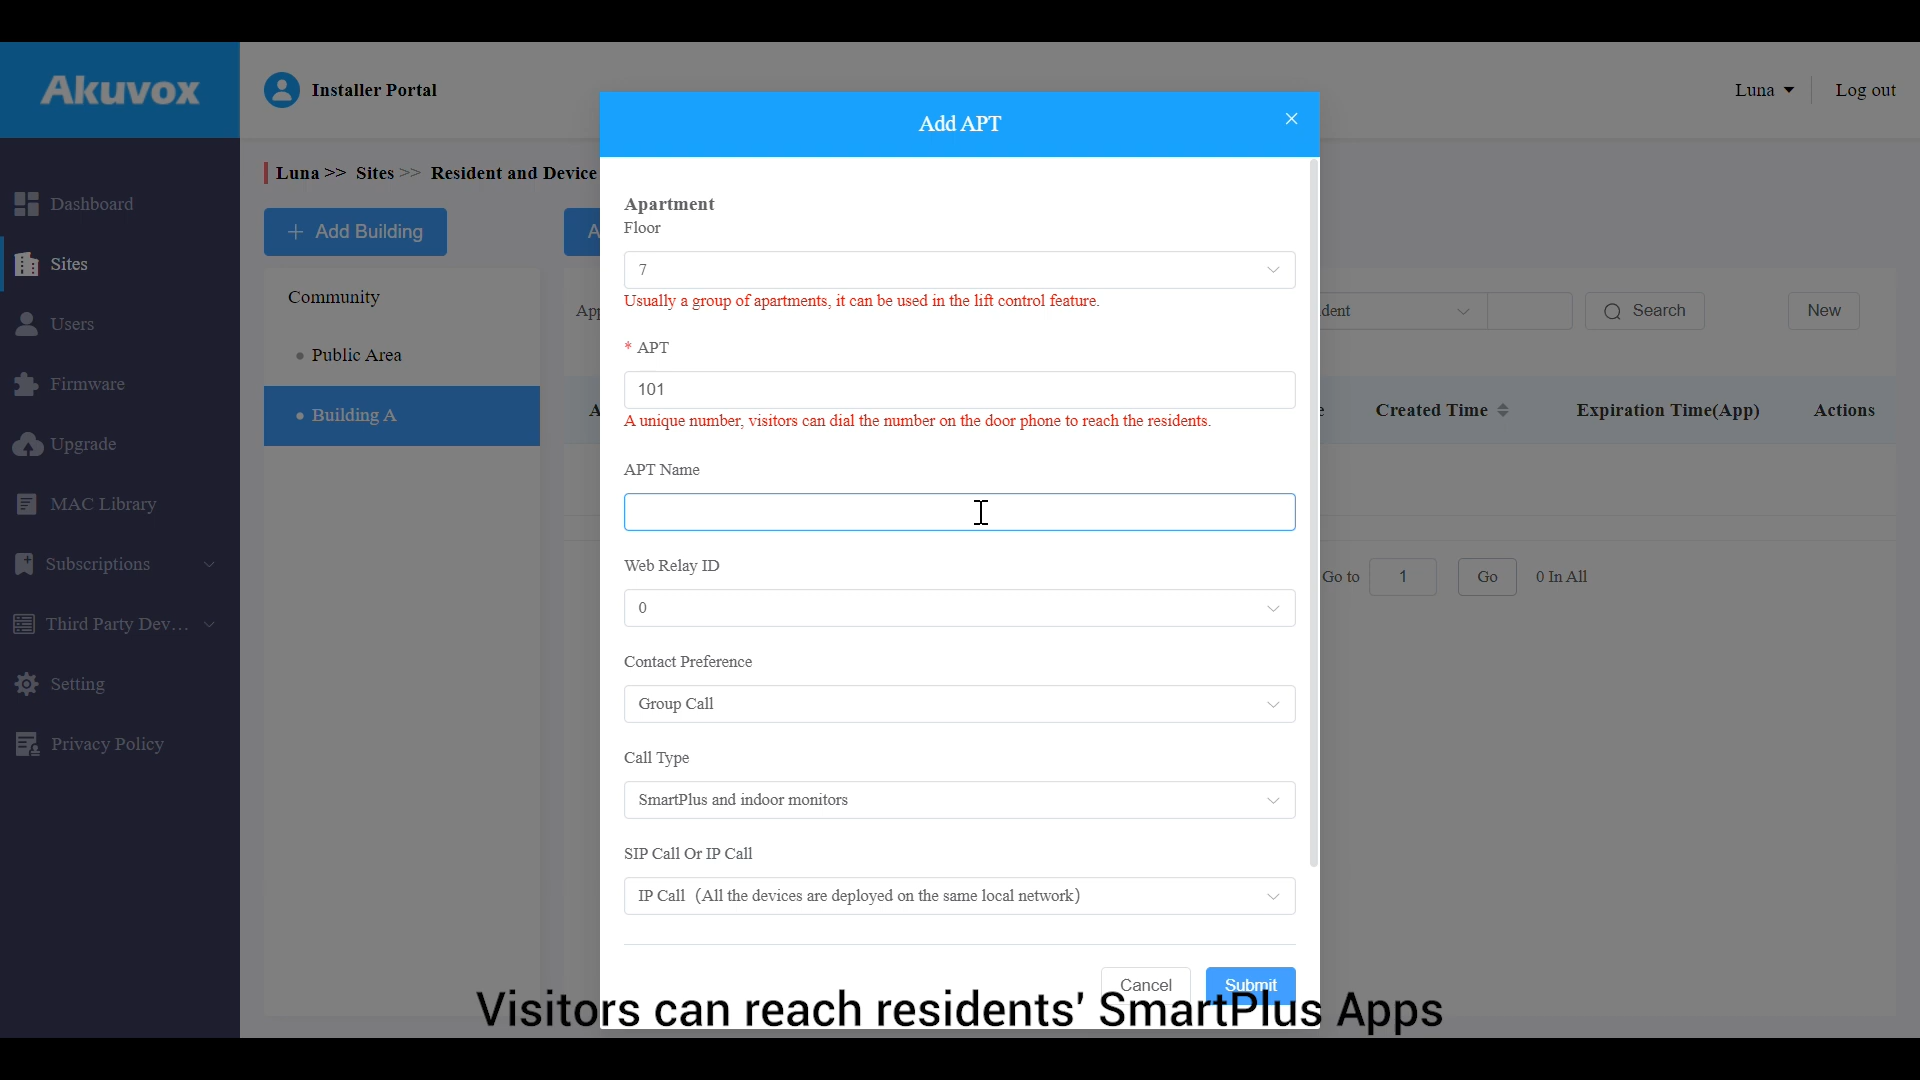 Akuvox
Installer Portal
Luna
Log out
Dashboard
Sites
Users
Firmware
Upgrade
MAC Library
Subscriptions
Third Party Dev...
Setting
Privacy Policy
Luna >> Sites >> Resident and Device
+ Add Building
A
Community
Public Area
Building A
dent
Search
New
A
e
Created Time
Expiration Time(App)
Actions
Go to
1
Go
0 In All
Add APT
Apartment
Floor
7
Usually a group of apartments, it can be used in the lift control feature.
* APT
101
A unique number, visitors can dial the number on the door phone to reach the residents.
APT Name
Web Relay ID
0
Contact Preference
Group Call
Call Type
SmartPlus and indoor monitors
SIP Call Or IP Call
IP Call (All the devices are deployed on the same local network)
Cancel
Submit
Visitors can reach residents' SmartPlus Apps